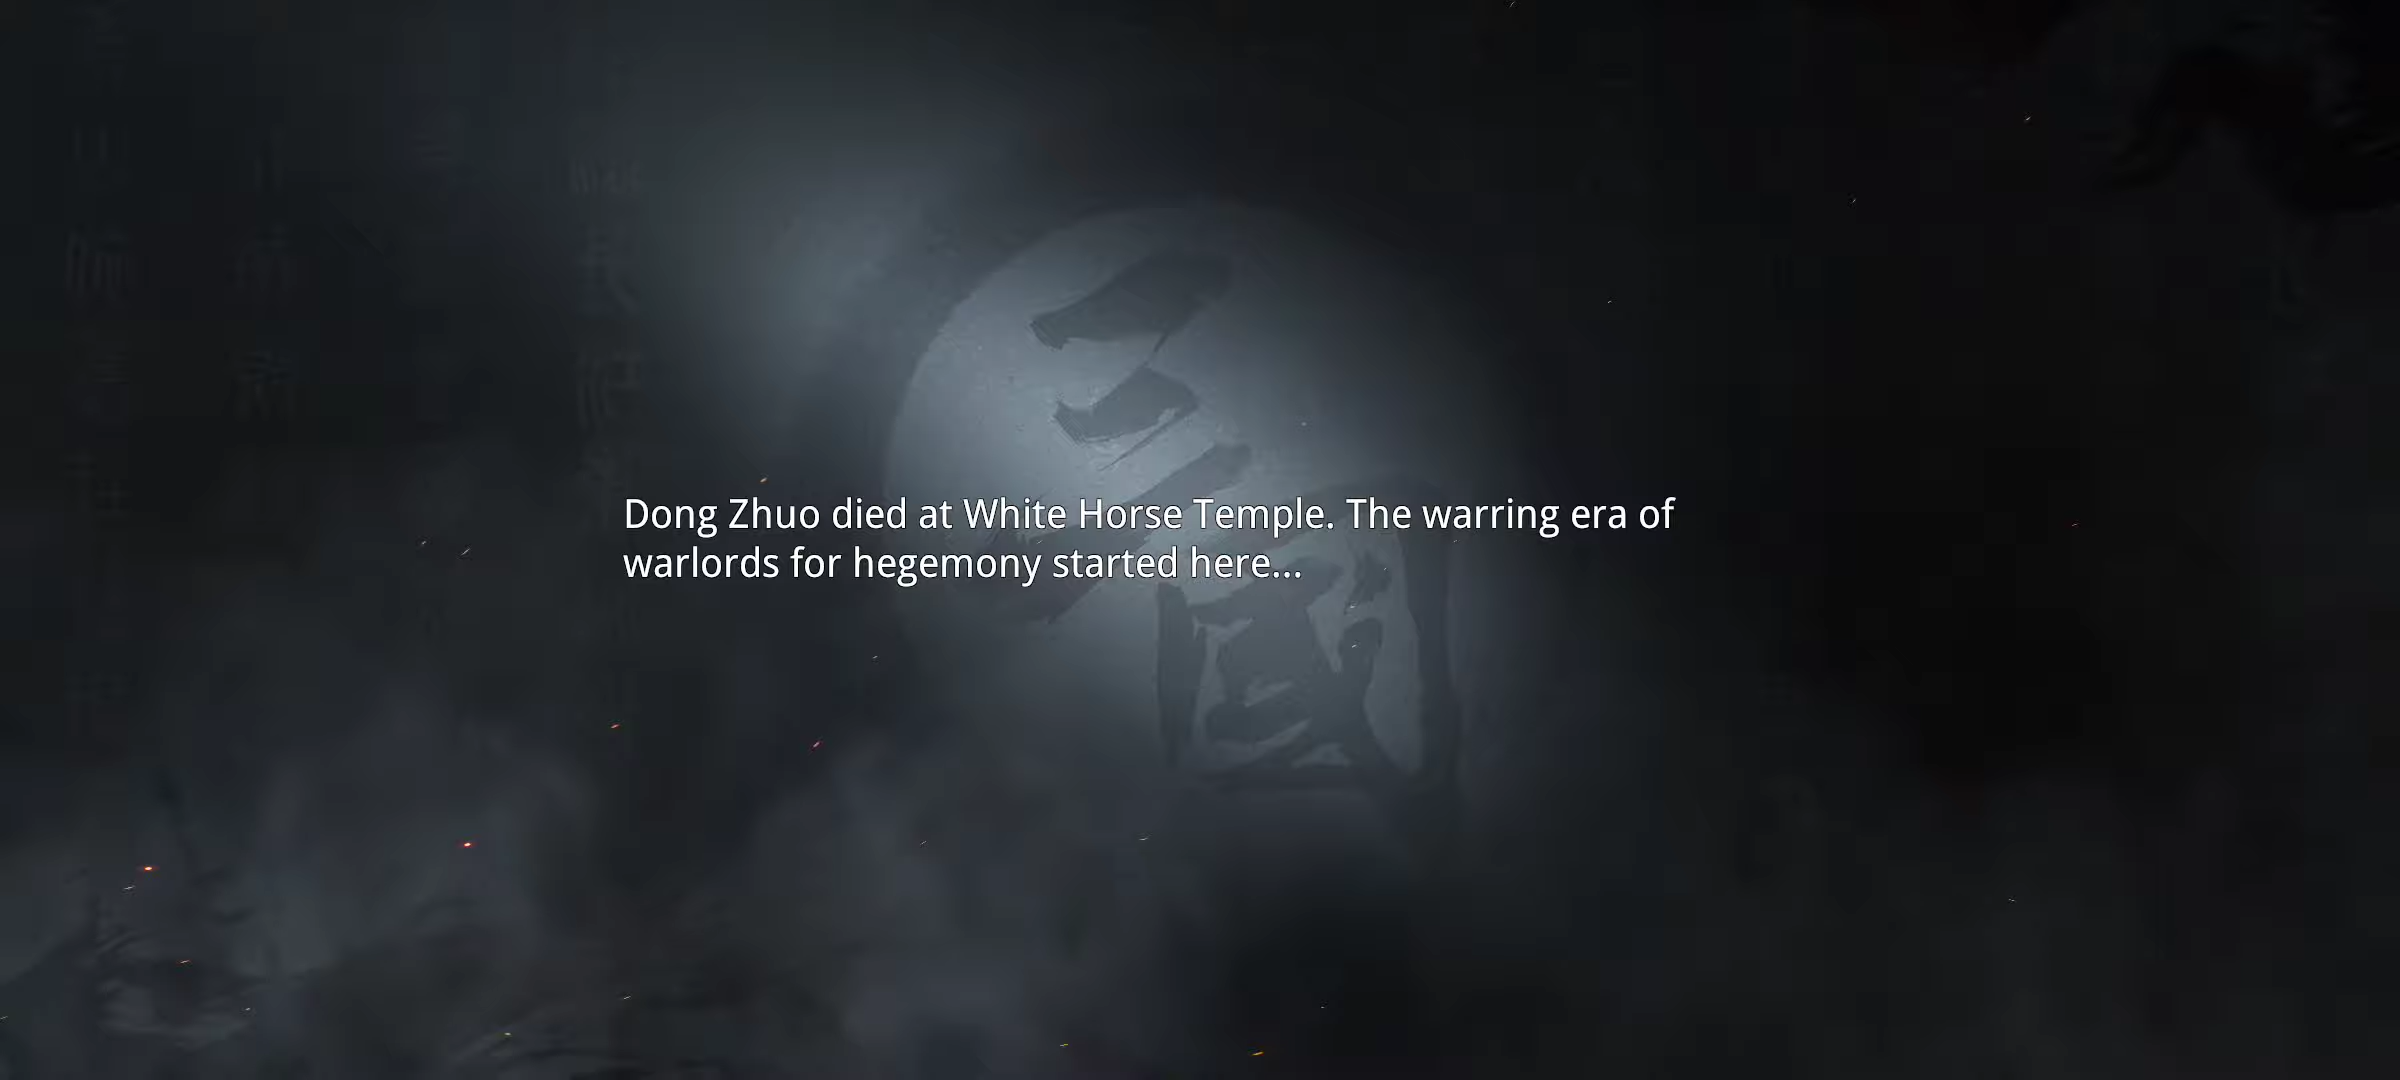 三
國
Dong Zhuo died at White Horse Temple. The warring era of
warlords for hegemony started here...